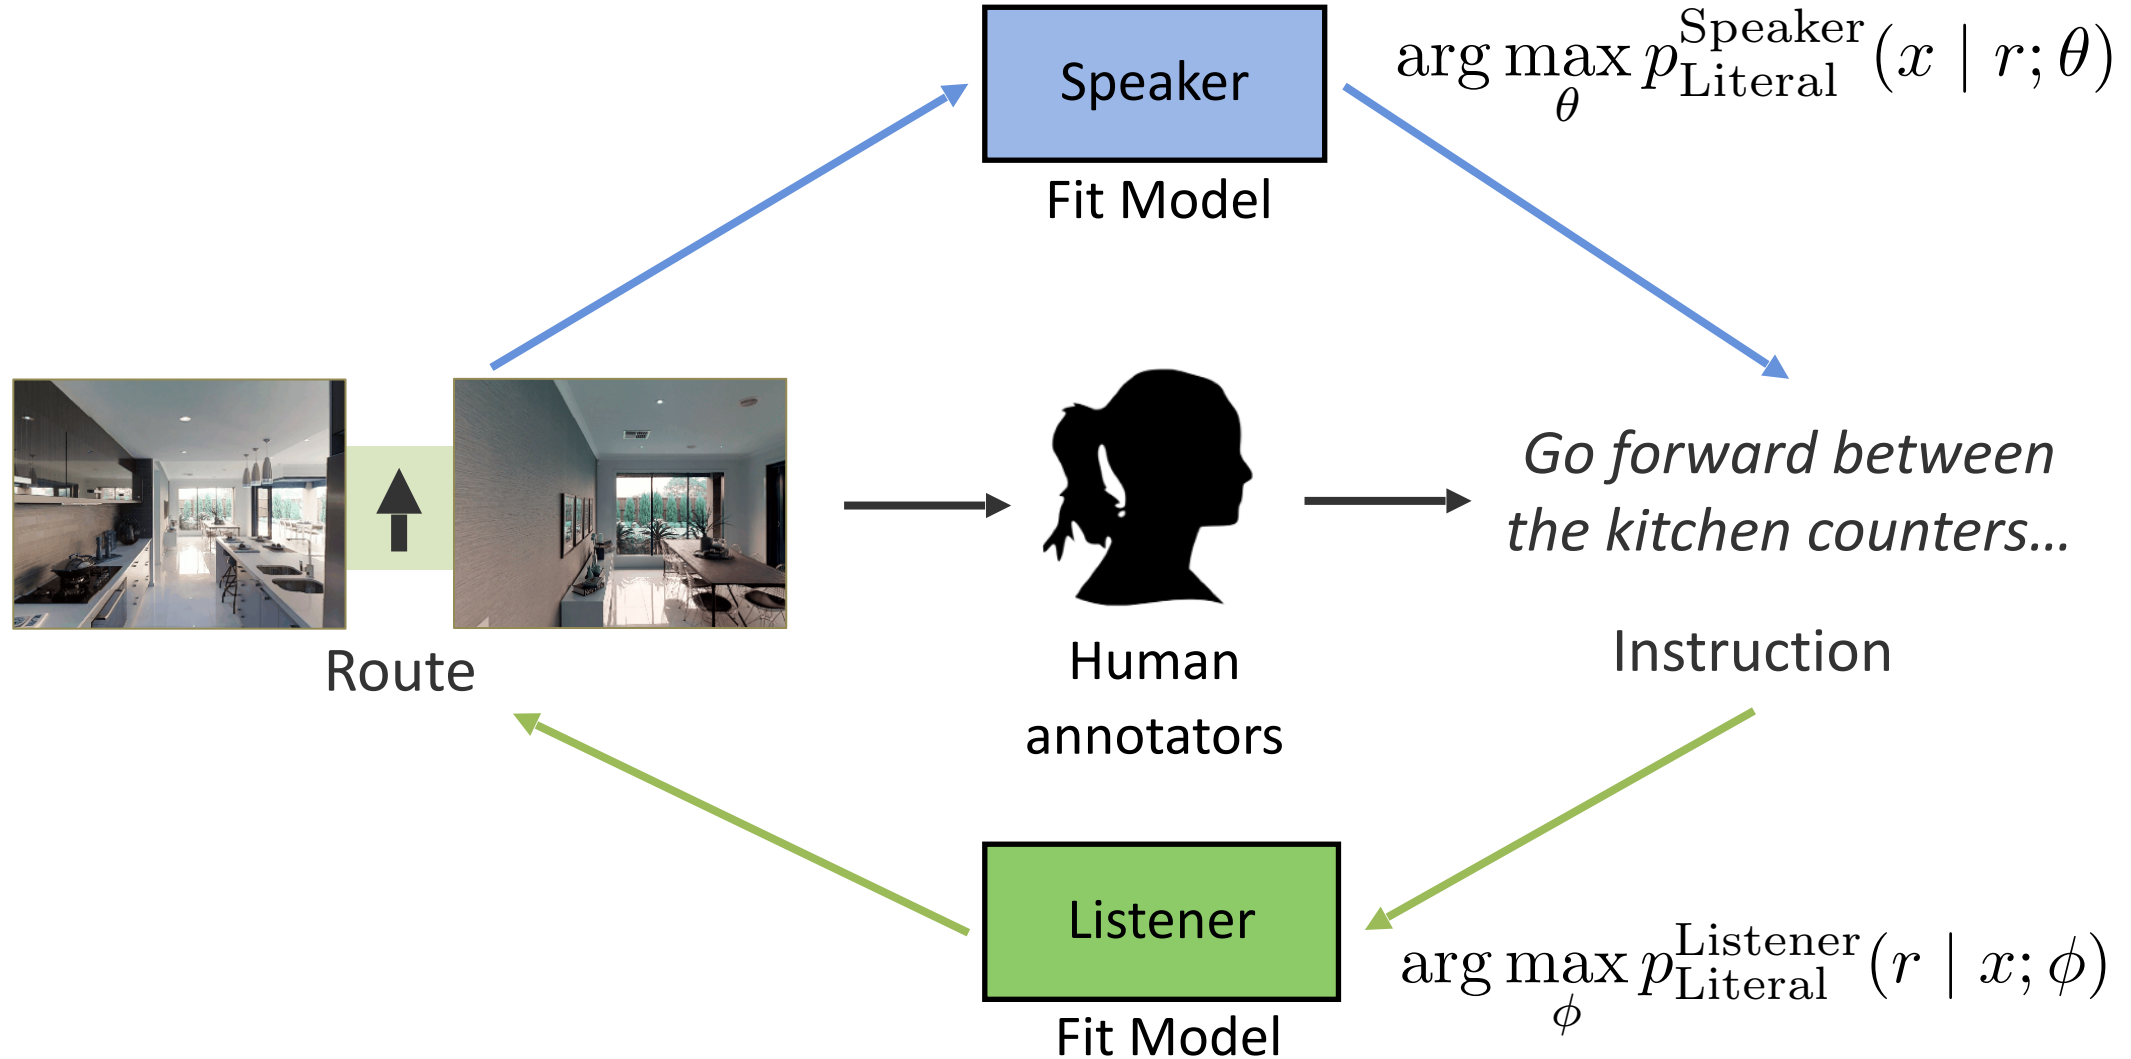 Speaker
arg max_θ p^Speaker_Literal(x | r; θ)
Fit Model
Go forward between
the kitchen counters...
Route
Human
annotators
Instruction
Listener
arg max_ϕ p^Listener_Literal(r | x; ϕ)
Fit Model